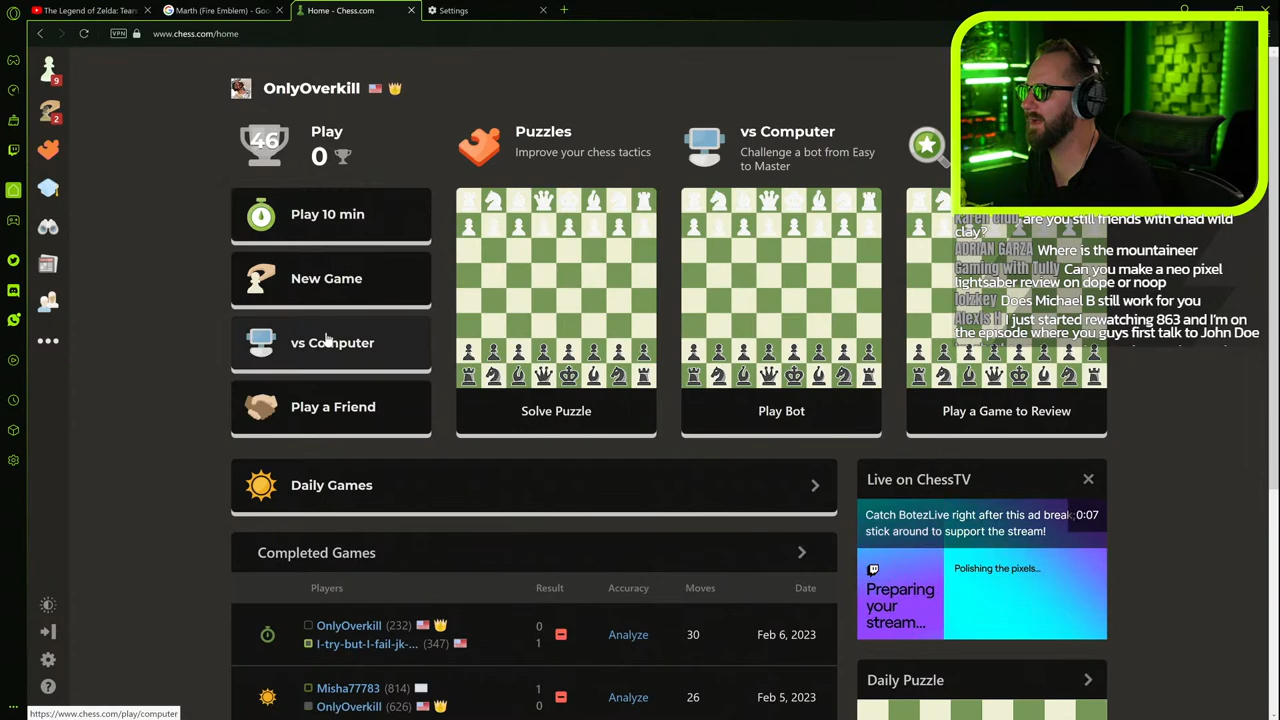 The Legend of Zelda: Tears
Marth (Fire Emblem) - Goo
Home - Chess.com
Settings
VPN
www.chess.com/home
9
2
OnlyOverkill
46
Play
0
Puzzles
Improve your chess tactics
vs Computer
Challenge a bot from Easy
to Master
Play 10 min
New Game
vs Computer
Play a Friend
Solve Puzzle
Play Bot
Play a Game to Review
are you still friends with chad wild
clay?
ADRIAN GARZA Where is the mountaineer
Gaming with Tully Can you make a neo pixel
lightsaber review on dope or noop
lolzkey Does Michael B still work for you
Alexis H I just started rewatching 863 and I'm on
the episode where you guys first talk to John Doe
Daily Games
Live on ChessTV
Catch BotezLive right after this ad break;
stick around to support the stream!
0:07
Preparing
your
stream...
Polishing the pixels...
Completed Games
Players
Result
Accuracy
Moves
Date
OnlyOverkill (232)
0
I-try-but-I-fail-jk-... (347)
1
Analyze
30
Feb 6, 2023
Misha77783 (814)
1
OnlyOverkill (626)
0
Analyze
26
Feb 5, 2023
Daily Puzzle
https://www.chess.com/play/computer